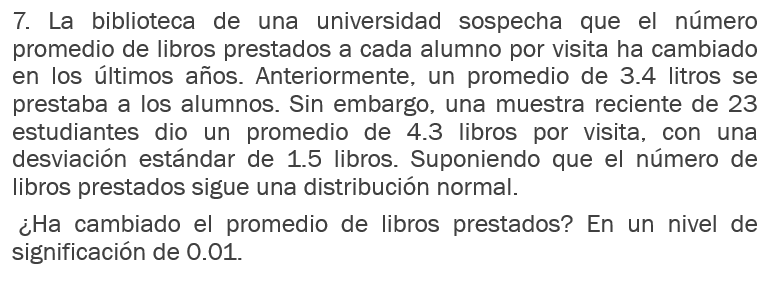 7. La biblioteca de una universidad sospecha que el número
promedio de libros prestados a cada alumno por visita ha cambiado
en los últimos años. Anteriormente, un promedio de 3.4 litros se
prestaba a los alumnos. Sin embargo, una muestra reciente de 23
estudiantes dio un promedio de 4.3 libros por visita, con una
desviación estándar de 1.5 libros. Suponiendo que el número de
libros prestados sigue una distribución normal.
¿Ha cambiado el promedio de libros prestados? En un nivel de
significación de 0.01.